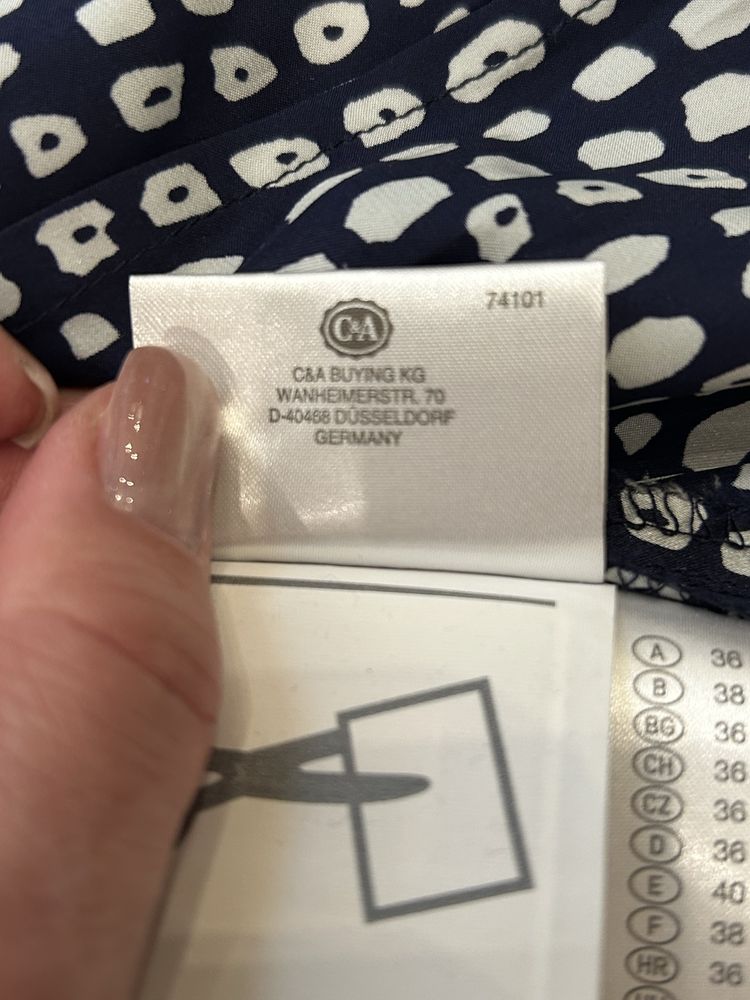 74101
C&A
C&A BUYING KG
WANHEIMERSTR. 70
D-40468 DÜSSELDORF
GERMANY
A 36
B 38
BG 36
CH 36
CZ 36
D 36
E 40
F 38
HR 36